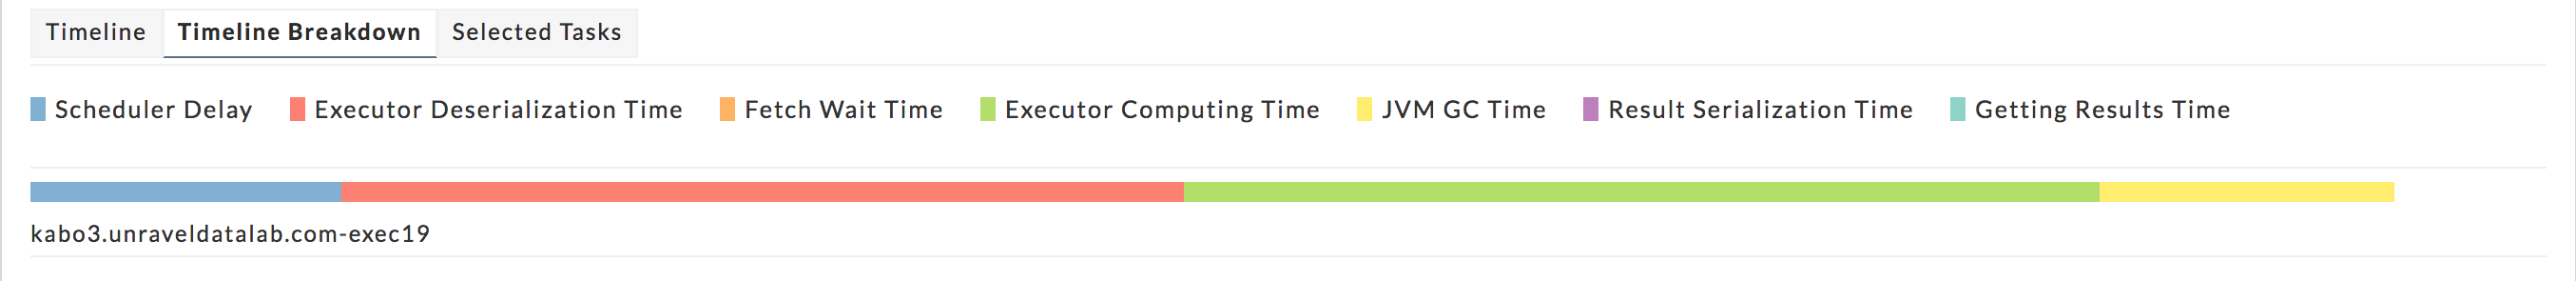 Timeline Timeline Breakdown Selected Tasks
Scheduler Delay Executor Deserialization Time Fetch Wait Time Executor Computing Time JVM GC Time Result Serialization Time Getting Results Time
kabo3.unraveldatalab.com-exec19